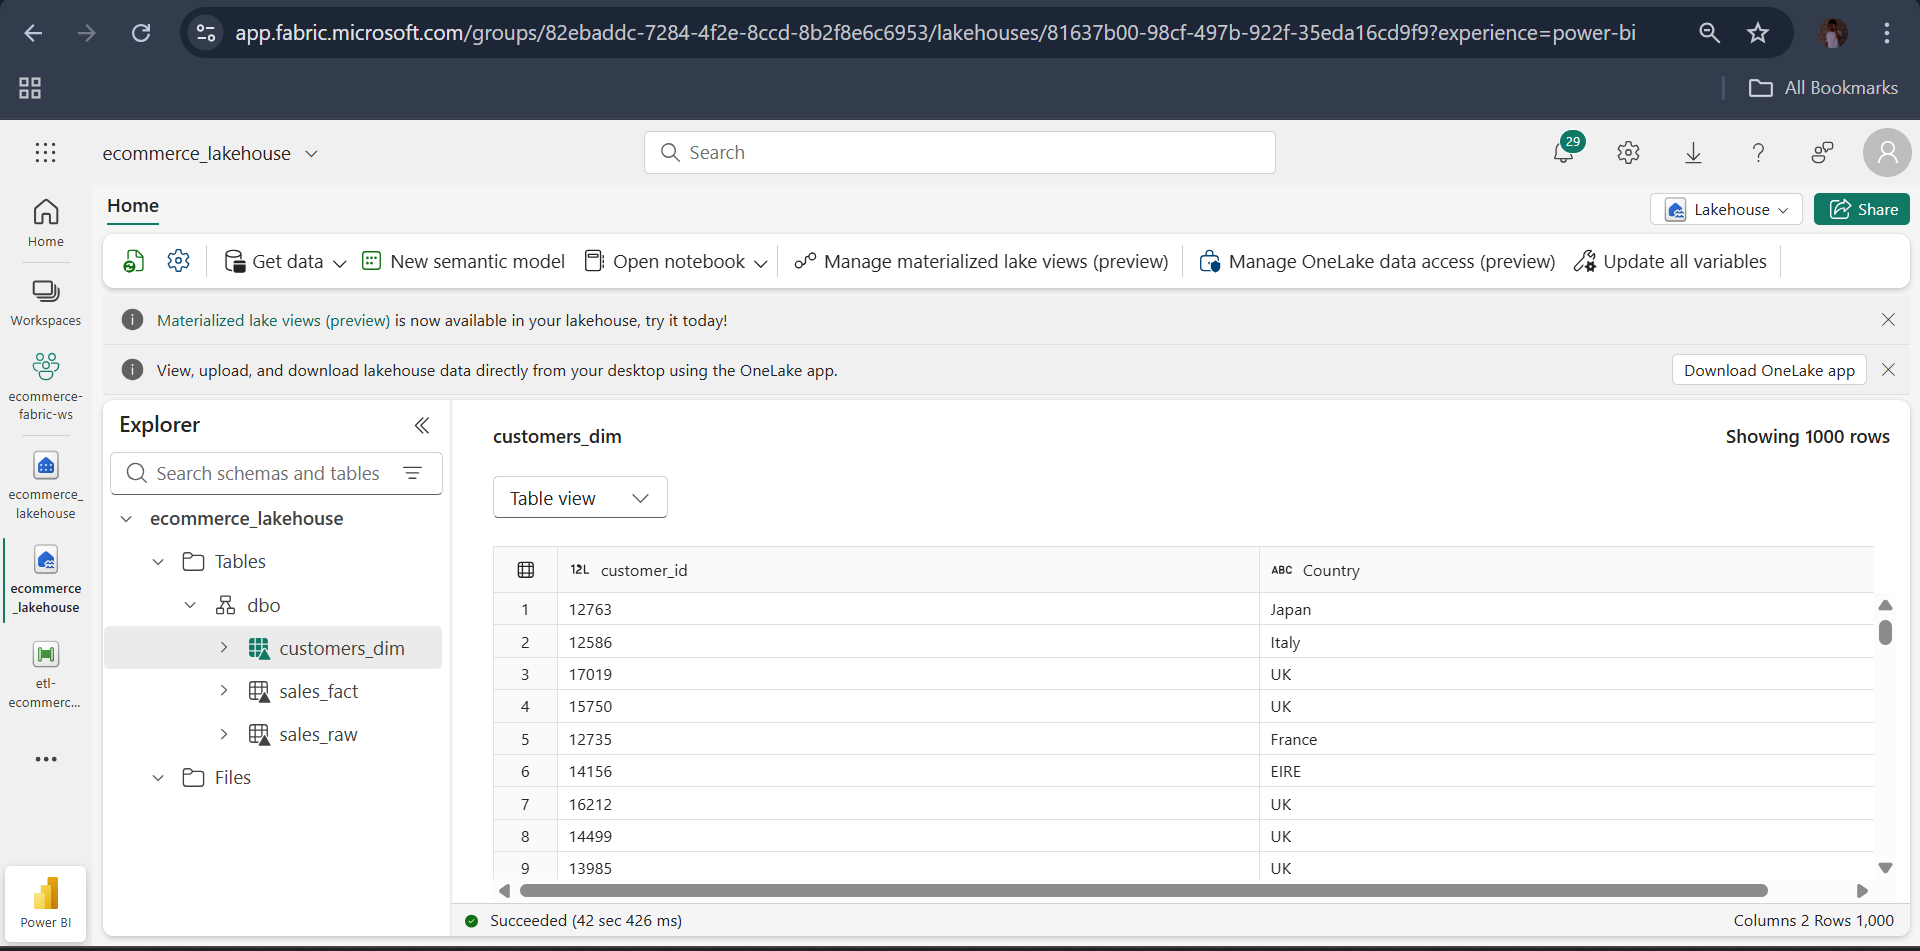 app.fabric.microsoft.com/groups/82ebaddc-7284-4f2e-8ccd-8b2f8e6c6953/lakehouses/81637b00-98cf-497b-922f-35eda16cd9f9?experience=power-bi
All Bookmarks
ecommerce_lakehouse
Search
29
Home
Lakehouse
Share
Get data
New semantic model
Open notebook
Manage materialized lake views (preview)
Manage OneLake data access (preview)
Update all variables
Materialized lake views (preview) is now available in your lakehouse, try it today!
View, upload, and download lakehouse data directly from your desktop using the OneLake app.
Download OneLake app
Home
Workspaces
ecommerce-
fabric-ws
ecommerce_
lakehouse
ecommerce
_lakehouse
etl-
ecommerc...
Power BI
Explorer
Search schemas and tables
ecommerce_lakehouse
Tables
dbo
customers_dim
sales_fact
sales_raw
Files
customers_dim
Showing 1000 rows
Table view
12L customer_id
ABC Country
1 12763 Japan
2 12586 Italy
3 17019 UK
4 15750 UK
5 12735 France
6 14156 EIRE
7 16212 UK
8 14499 UK
9 13985 UK
Succeeded (42 sec 426 ms)
Columns 2 Rows 1,000